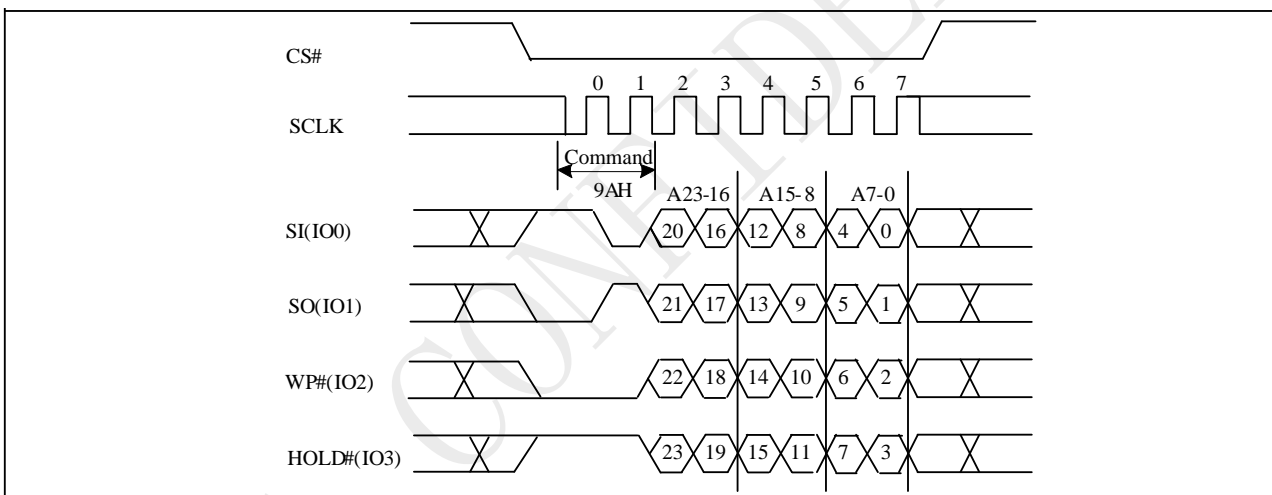 CS#
0 1 2 3 4 5 6 7
SCLK
Command
9AH
A23-16 A15-8 A7-0
SI(IO0) 20 16 12 8 4 0
SO(IO1) 21 17 13 9 5 1
WP#(IO2) 22 18 14 10 6 2
HOLD#(IO3) 23 19 15 11 7 3